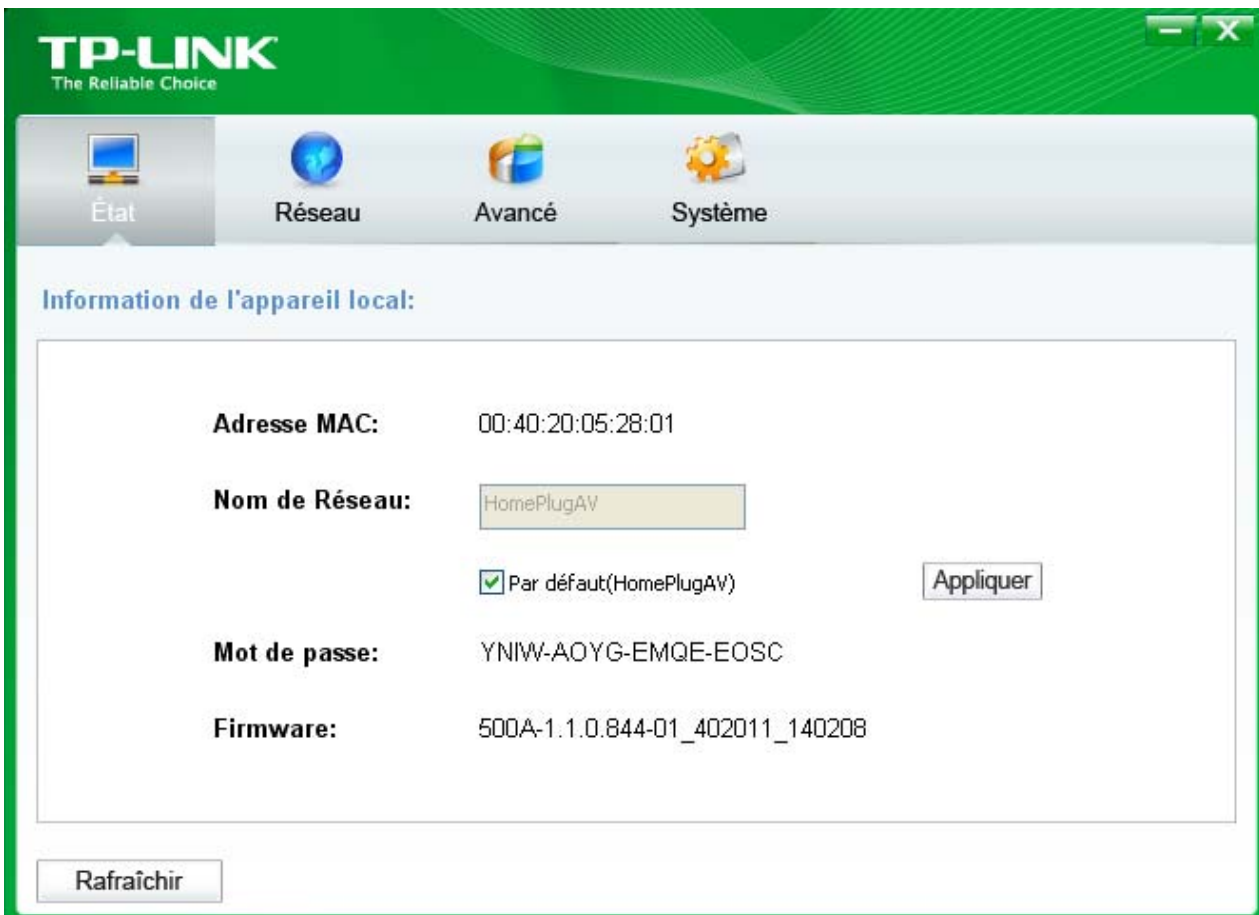 TP-LINK
The Reliable Choice
État
Réseau
Avancé
Système
Information de l'appareil local:
Adresse MAC: 00:40:20:05:28:01
Nom de Réseau: HomePlugAV
Par défaut(HomePlugAV) Appliquer
Mot de passe: YNIW-AOYG-EMQE-EOSC
Firmware: 500A-1.1.0.844-01_402011_140208
Rafraîchir